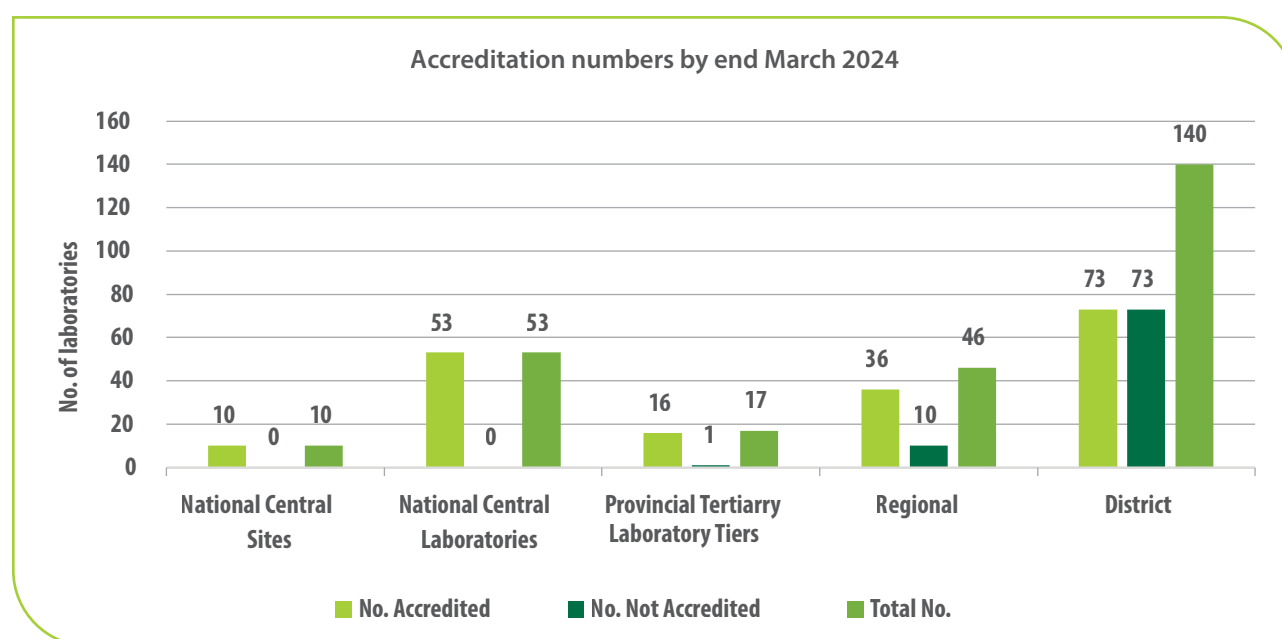 Accreditation numbers by end March 2024
No. of laboratories
160
140
120
100
80
60
40
20
0
10
0
10
53
0
53
16
1
17
36
10
46
73
73
140
National Central
Sites
National Central
Laboratories
Provincial Tertiarry
Laboratory Tiers
Regional
District
No. Accredited
No. Not Accredited
Total No.